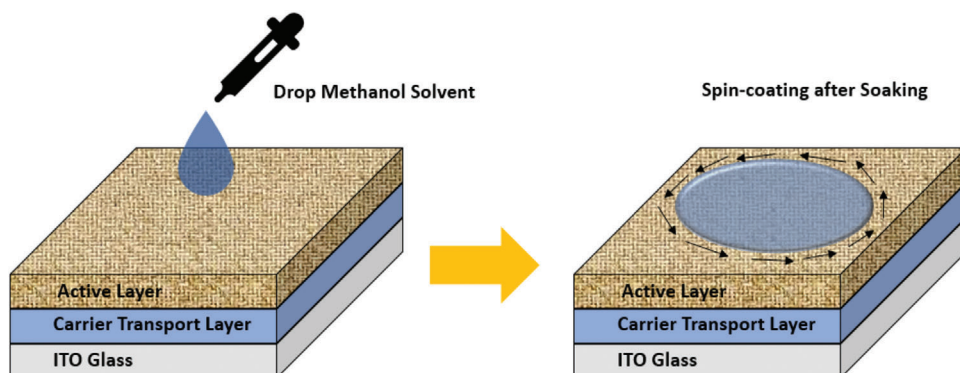 Drop Methanol Solvent
Spin-coating after Soaking
Active Layer
Carrier Transport Layer
ITO Glass
Active Layer
Carrier Transport Layer
ITO Glass